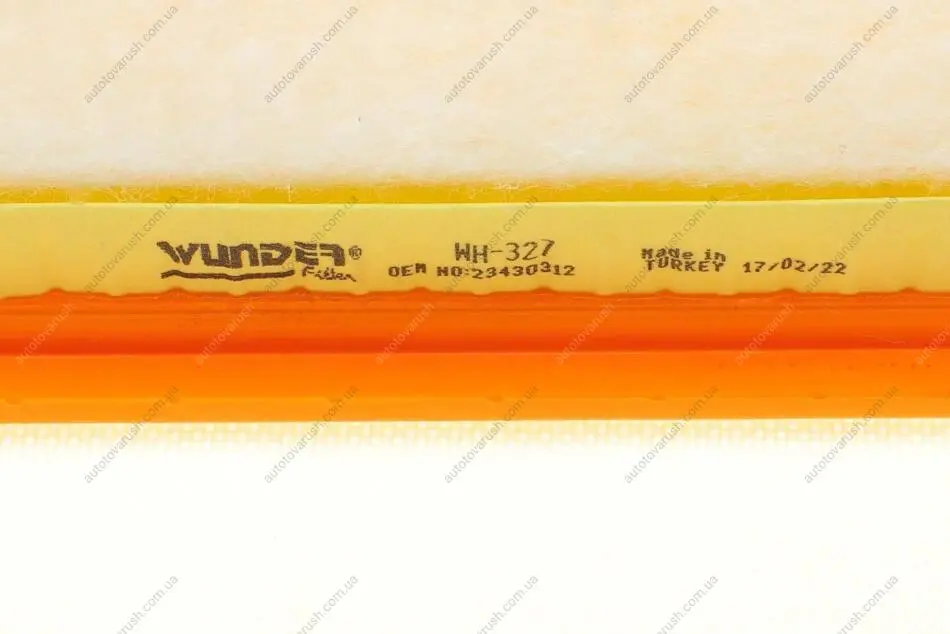 WUNDER®
Filter
WH-327
OEM NO:23430312
Made in
TURKEY 17/02/22
autotovarush.com.ua